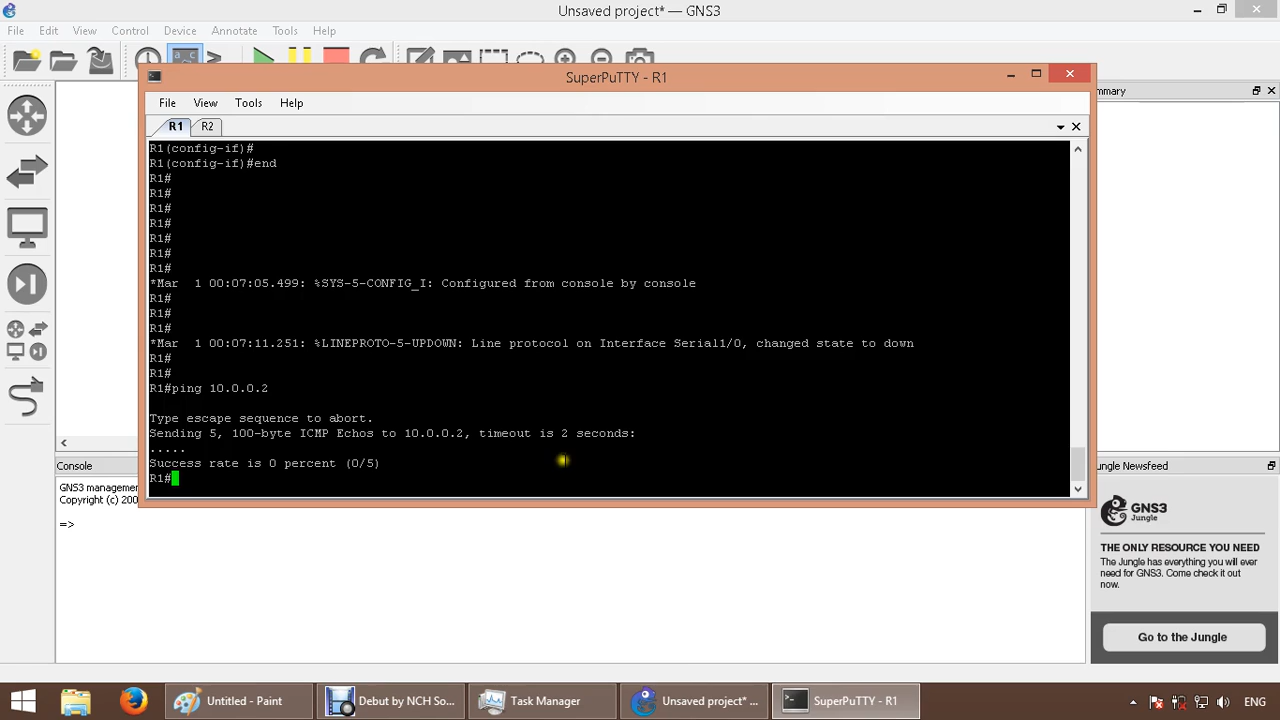 Unsaved project* — GNS3
File Edit View Control Device Annotate Tools Help
SuperPuTTY - R1
File View Tools Help
mmary
R1 R2
R1(config-if)#
R1(config-if)#end
R1#
R1#
R1#
R1#
R1#
R1#
R1#
*Mar 1 00:07:05.499: %SYS-5-CONFIG_I: Configured from console by console
R1#
R1#
R1#
*Mar 1 00:07:11.251: %LINEPROTO-5-UPDOWN: Line protocol on Interface Serial1/0, changed state to down
R1#
R1#
R1#ping 10.0.0.2
Type escape sequence to abort.
Sending 5, 100-byte ICMP Echos to 10.0.0.2, timeout is 2 seconds:
.....
Success rate is 0 percent (0/5)
R1#
Console
GNS3 managemen
Copyright (c) 200
=>
ungle Newsfeed
GNS3
Jungle
THE ONLY RESOURCE YOU NEED
The Jungle has everything you will ever
need for GNS3. Come check it out
now.
Go to the Jungle
Untitled - Paint
Debut by NCH So...
Task Manager
Unsaved project* ...
SuperPuTTY - R1
ENG